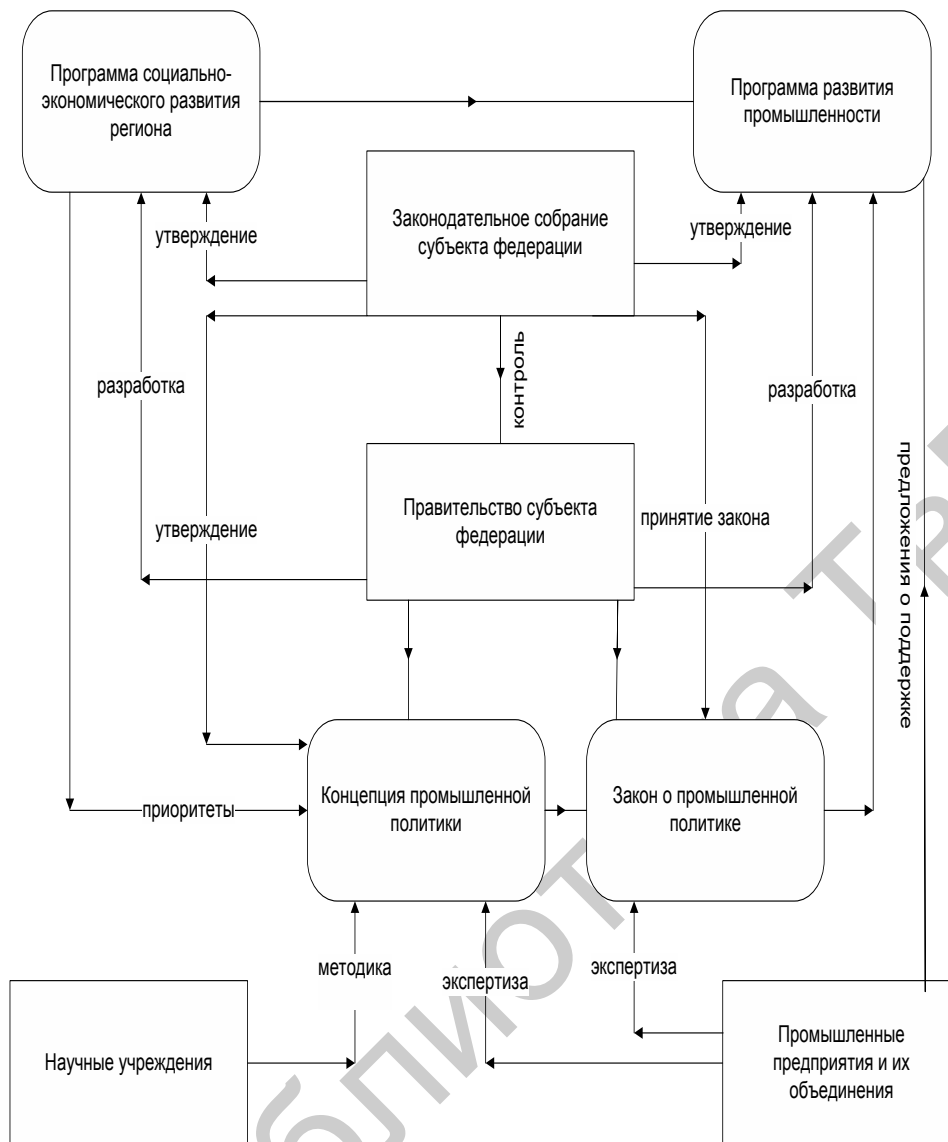 Программа социально-
экономического развития
региона
Программа развития
промышленности
Законодательное собрание
субъекта федерации
утверждение
утверждение
контроль
разработка
разработка
Правительство субъекта
федерации
утверждение
принятие закона
предложения о поддержке
Концепция промышленной
политики
Закон о промышленной
политике
приоритеты
методика
экспертиза
экспертиза
Научные учреждения
Промышленные
предприятия и их
объединения